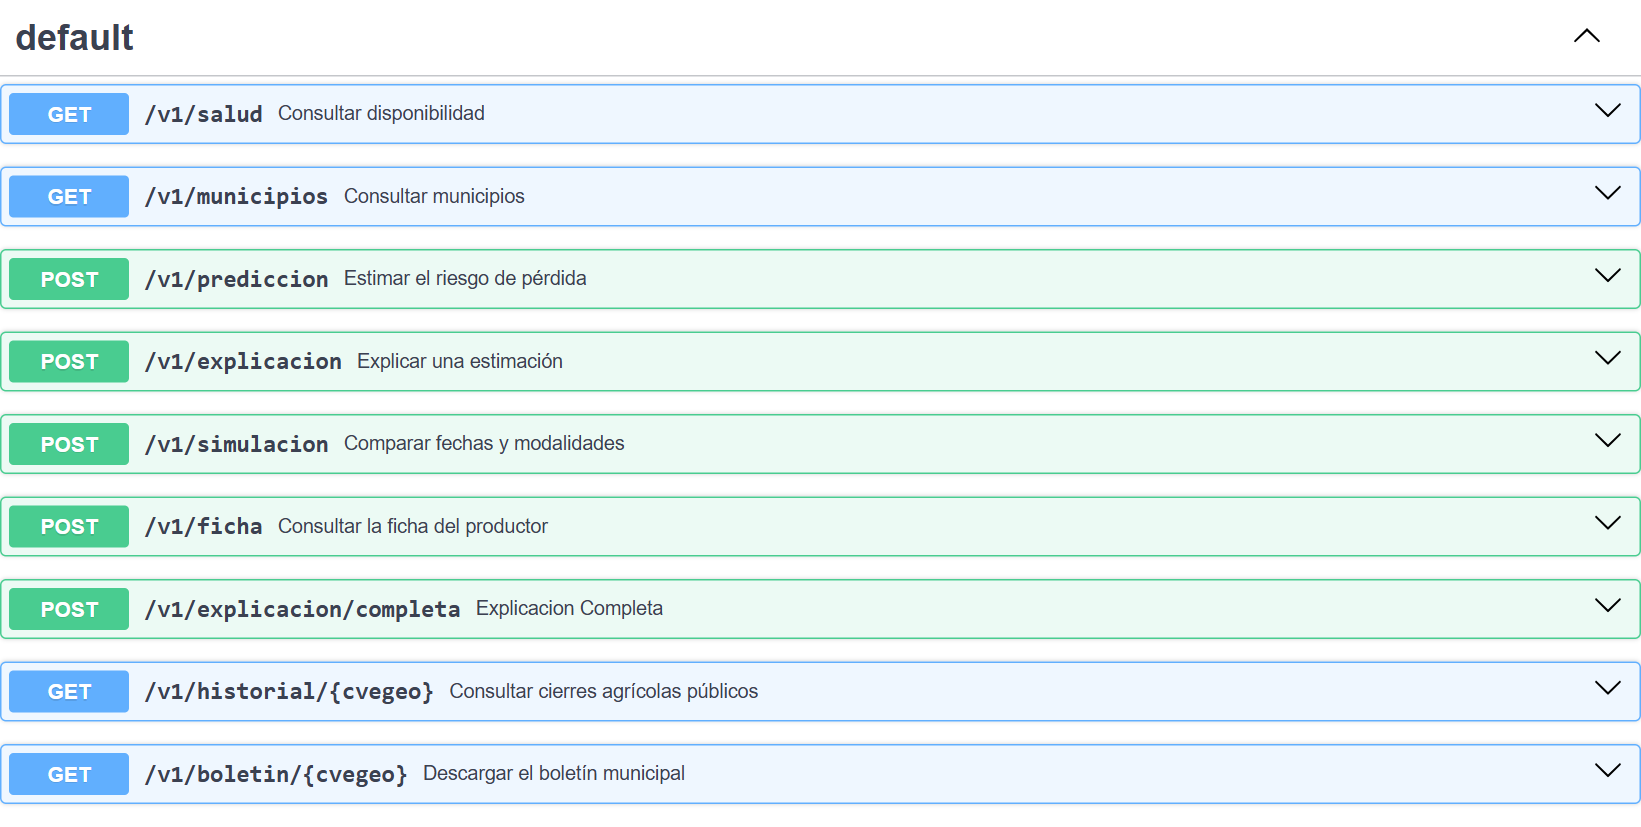 default
GET /v1/salud Consultar disponibilidad
GET /v1/municipios Consultar municipios
POST /v1/prediccion Estimar el riesgo de pérdida
POST /v1/explicacion Explicar una estimación
POST /v1/simulacion Comparar fechas y modalidades
POST /v1/ficha Consultar la ficha del productor
POST /v1/explicacion/completa Explicacion Completa
GET /v1/historial/{cvegeo} Consultar cierres agrícolas públicos
GET /v1/boletin/{cvegeo} Descargar el boletín municipal